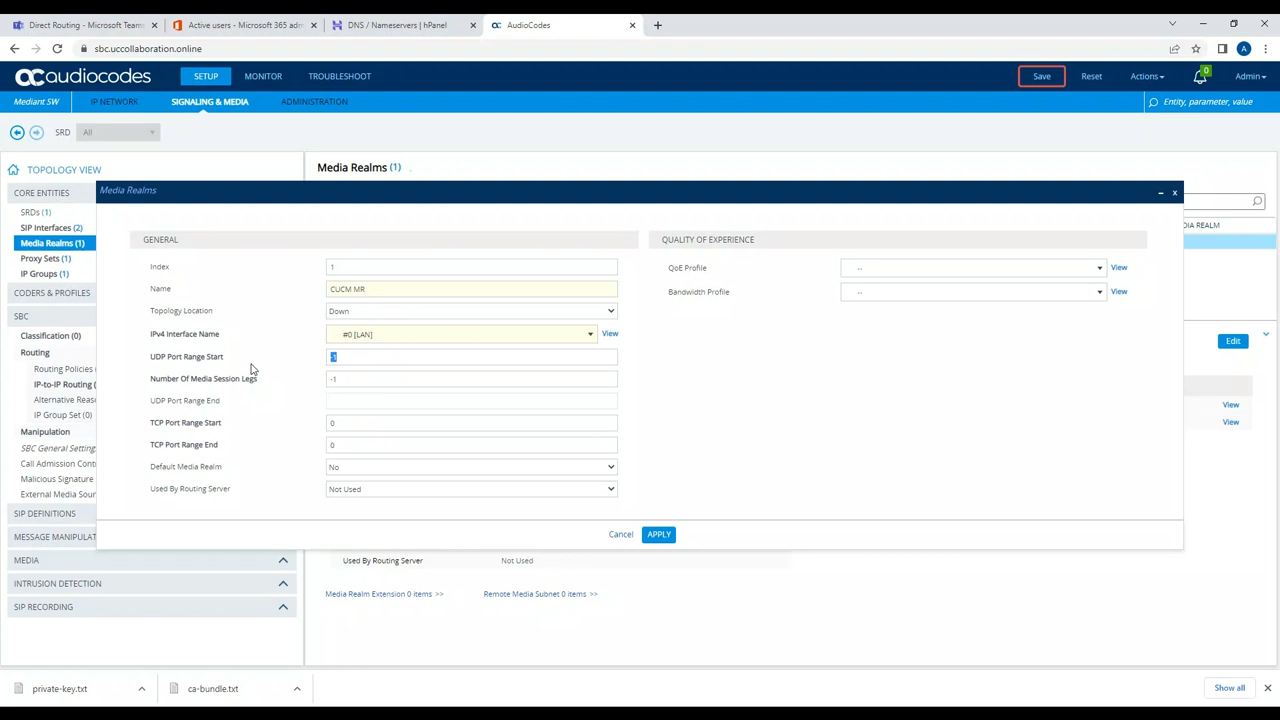 Direct Routing - Microsoft Teams
Active users - Microsoft 365 adm
DNS / Nameservers | hPanel
AudioCodes
sbc.uccollaboration.online
A
audiocodes
SETUP
MONITOR
TROUBLESHOOT
Save
Reset
Actions
0
Admin
Mediant SW
IP NETWORK
SIGNALING & MEDIA
ADMINISTRATION
Entity, parameter, value
SRD
All
TOPOLOGY VIEW
CORE ENTITIES
SRDs (1)
SIP Interfaces (2)
Media Realms (1)
Proxy Sets (1)
IP Groups (1)
CODERS & PROFILES
SBC
Classification (0)
Routing
Routing Policies (
IP-to-IP Routing (
Alternative Reaso
IP Group Set (0)
Manipulation
SBC General Settings
Call Admission Contr
Malicious Signature
External Media Sour
SIP DEFINITIONS
MESSAGE MANIPULAT
MEDIA
INTRUSION DETECTION
SIP RECORDING
Media Realms (1)
DIA REALM
Edit
View
View
Used By Routing Server
Not Used
Media Realm Extension 0 items >>
Remote Media Subnet 0 items >>
Media Realms
x
GENERAL
Index
1
Name
CUCM MR
Topology Location
Down
IPv4 Interface Name
#0 [LAN]
View
UDP Port Range Start
-1
Number Of Media Session Legs
-1
UDP Port Range End
TCP Port Range Start
0
TCP Port Range End
0
Default Media Realm
No
Used By Routing Server
Not Used
QUALITY OF EXPERIENCE
QoE Profile
--
View
Bandwidth Profile
--
View
Cancel
APPLY
private-key.txt
ca-bundle.txt
Show all